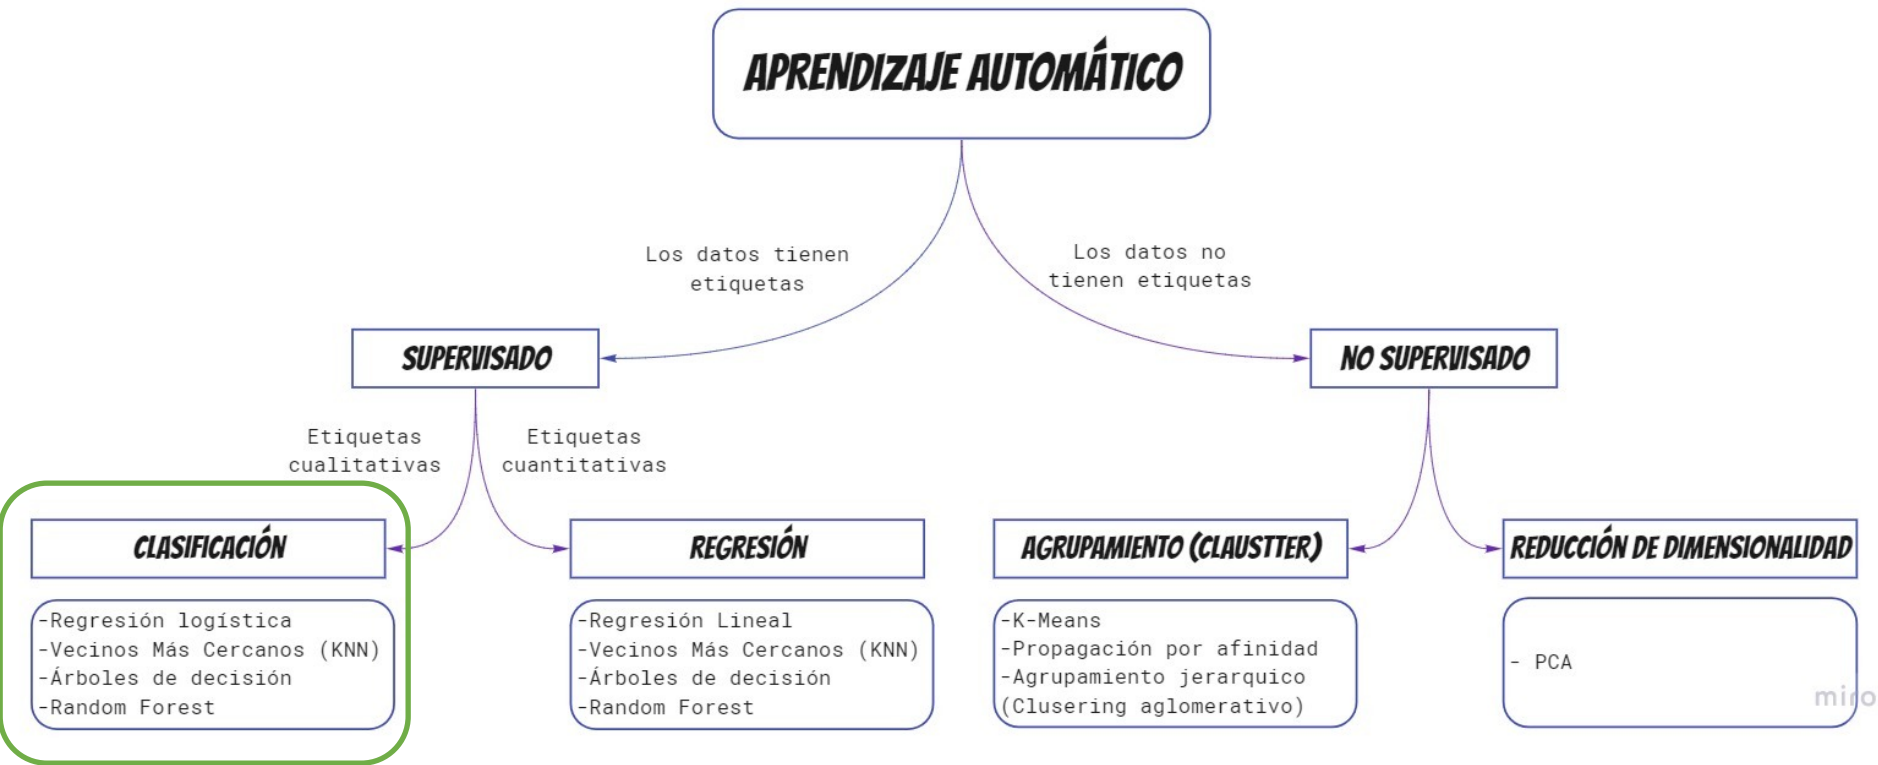 APRENDIZAJE AUTOMÁTICO
Los datos tienen
etiquetas
Los datos no
tienen etiquetas
SUPERVISADO
NO SUPERVISADO
Etiquetas
cualitativas
Etiquetas
cuantitativas
CLASIFICACIÓN
REGRESIÓN
AGRUPAMIENTO (CLAUSTTER)
REDUCCIÓN DE DIMENSIONALIDAD
-Regresión logística
-Vecinos Más Cercanos (KNN)
-Árboles de decisión
-Random Forest
-Regresión Lineal
-Vecinos Más Cercanos (KNN)
-Árboles de decisión
-Random Forest
-K-Means
-Propagación por afinidad
-Agrupamiento jerarquico
(Clusering aglomerativo)
- PCA
miro